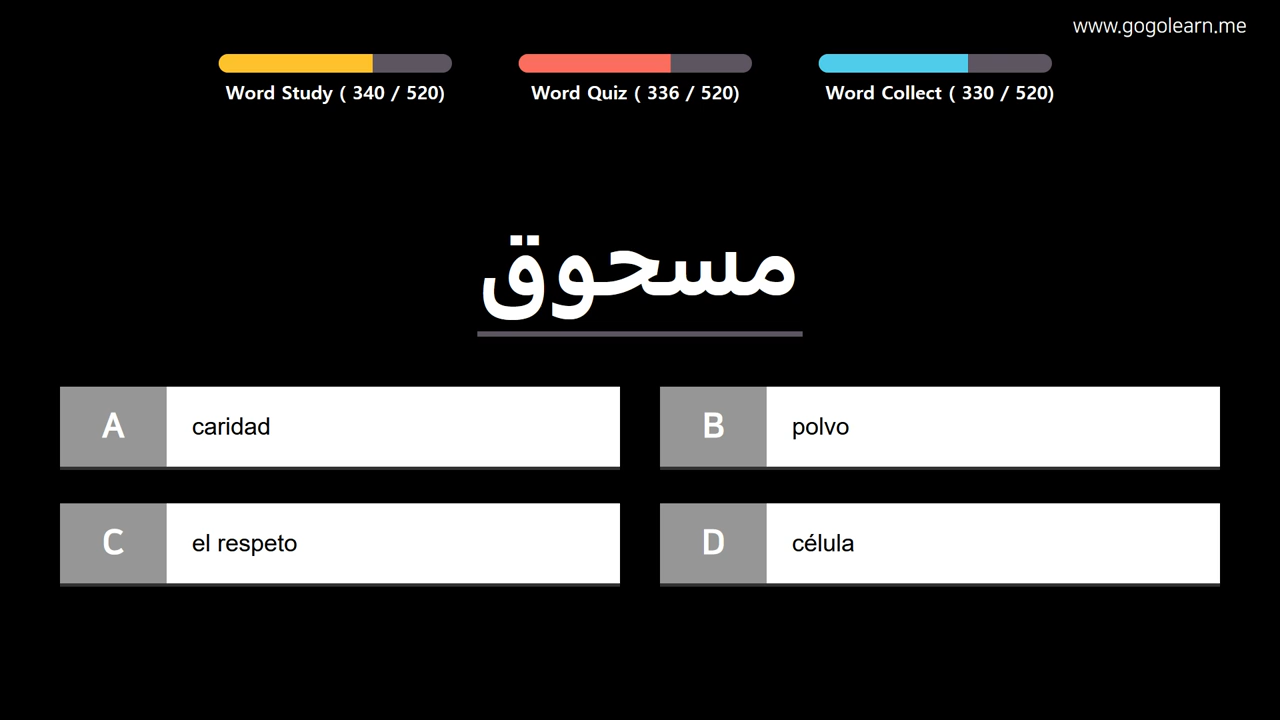 www.gogolearn.me
Word Study ( 340 / 520)
Word Quiz ( 336 / 520)
Word Collect ( 330 / 520)
مسحوق
A caridad
B polvo
C el respeto
D célula